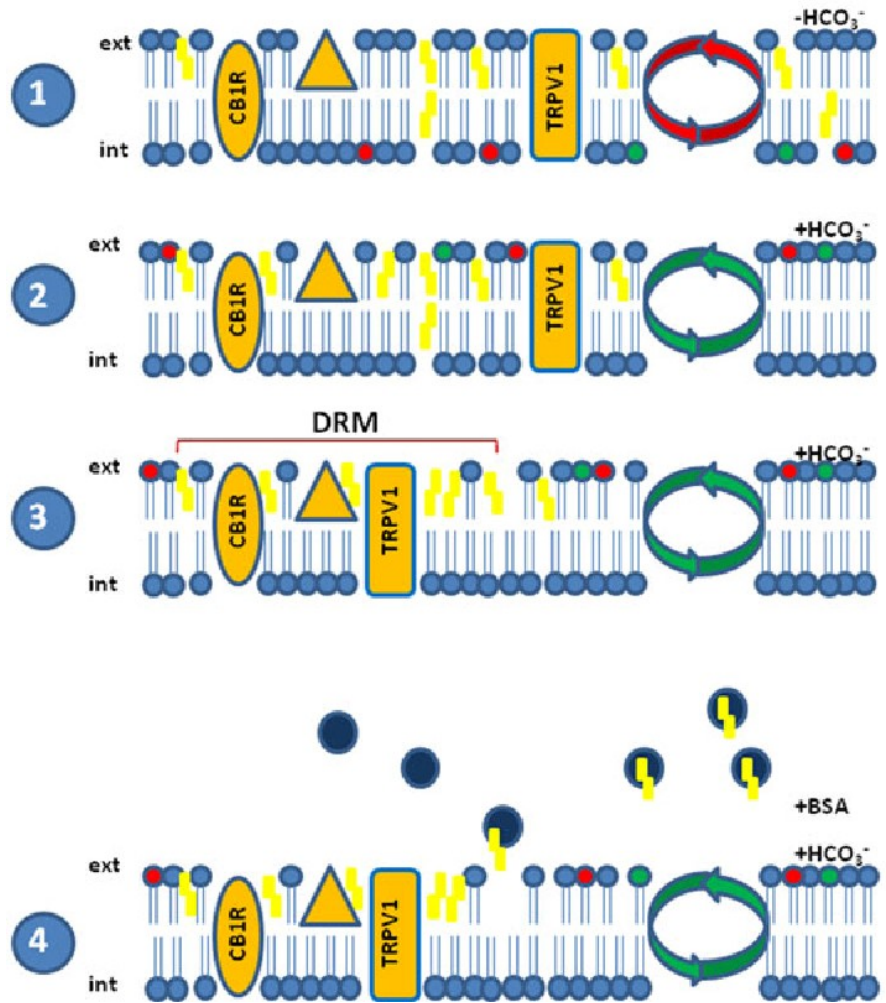 -HCO₃⁻
ext
1
CB1R
TRPV1
int
+HCO₃⁻
ext
2
CB1R
TRPV1
int
DRM
+HCO₃⁻
ext
3
CB1R
TRPV1
int
+BSA
+HCO₃⁻
ext
4
CB1R
TRPV1
int